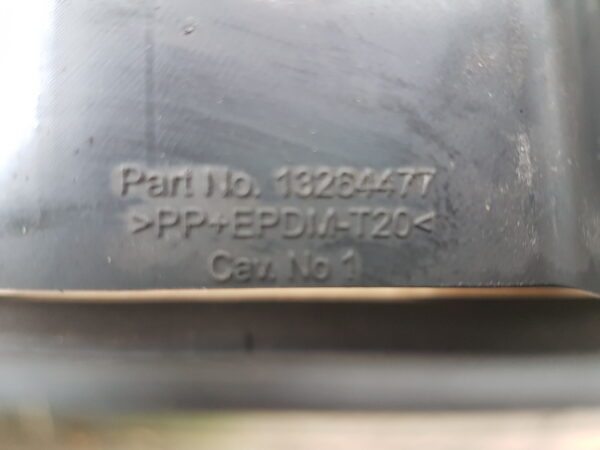 Part No. 13264477
>PP+EPDM-T20<
Cav. No 1